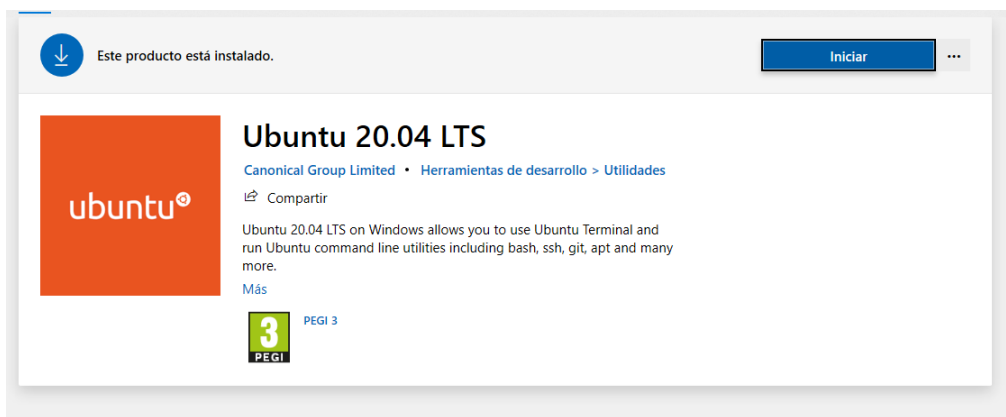 Este producto está instalado.
Iniciar
ubuntu
Ubuntu 20.04 LTS
Canonical Group Limited • Herramientas de desarrollo > Utilidades
Compartir
Ubuntu 20.04 LTS on Windows allows you to use Ubuntu Terminal and
run Ubuntu command line utilities including bash, ssh, git, apt and many
more.
Más
3
PEGI
PEGI 3